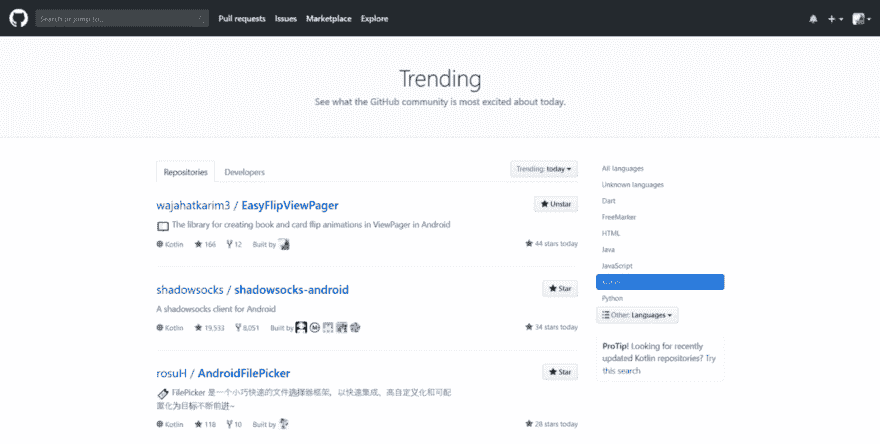 Search or jump to...
Pull requests Issues Marketplace Explore
Trending
See what the GitHub community is most excited about today.
Repositories Developers
Trending: today
wajahatkarim3 / EasyFlipViewPager
Unstar
The library for creating book and card flip animations in ViewPager in Android
Kotlin 166 12 Built by
44 stars today
shadowsocks / shadowsocks-android
Star
A shadowsocks client for Android
Kotlin 19,533 8,051 Built by
34 stars today
rosuH / AndroidFilePicker
Star
FilePicker 是一个小巧快速的文件选择器框架，以快速集成、高自定义化和可配
置化为目标不断前进~
Kotlin 118 10 Built by
28 stars today
All languages
Unknown languages
Dart
FreeMarker
HTML
Java
JavaScript
Python
Other: Languages
ProTip! Looking for recently
updated Kotlin repositories? Try
this search